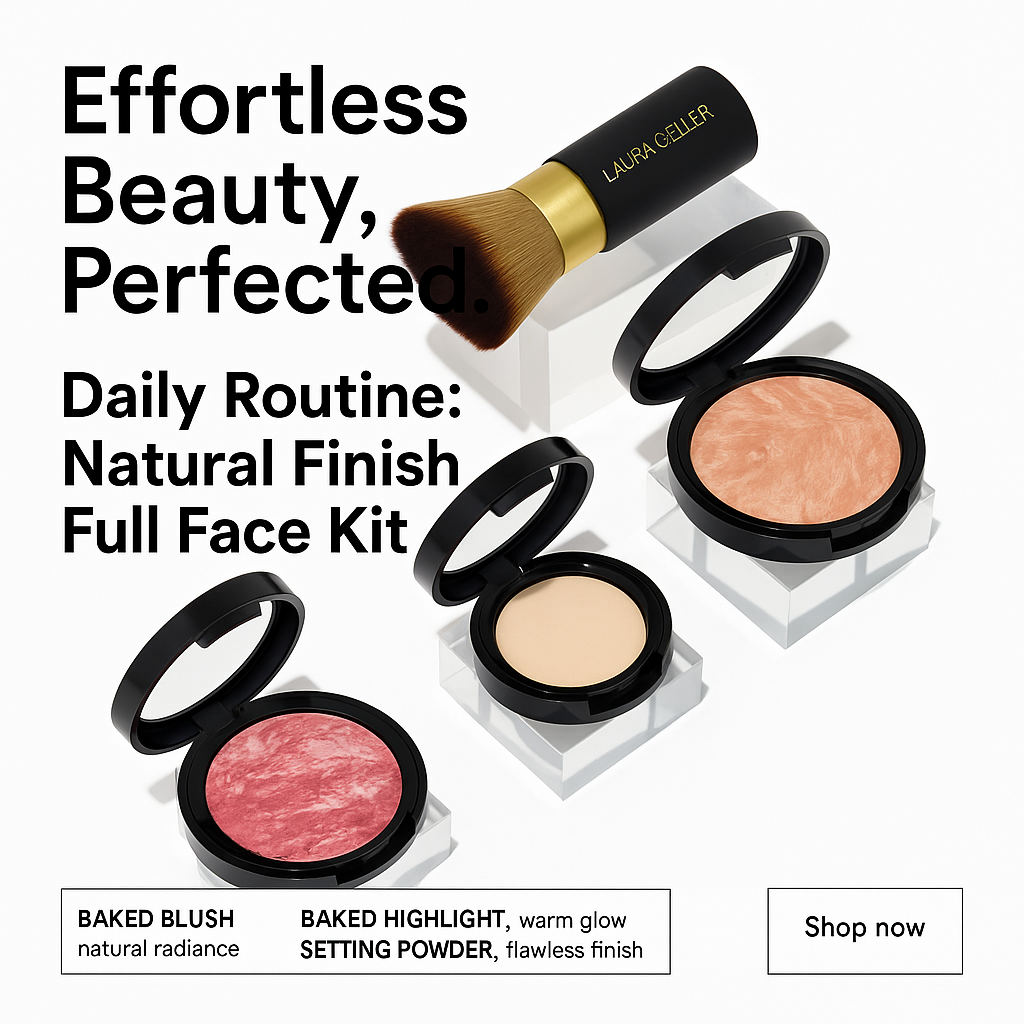 Effortless
Beauty,
Perfected.
LAURA GELLER
Daily Routine:
Natural Finish
Full Face Kit
BAKED BLUSH
natural radiance
BAKED HIGHLIGHT, warm glow
SETTING POWDER, flawless finish
Shop now